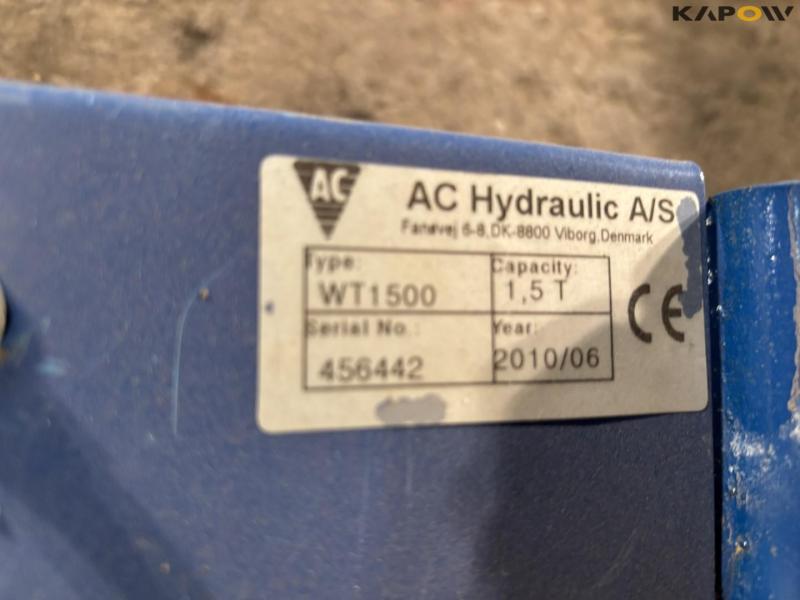 KAPOW
AC
AC Hydraulic A/S
Fanøvej 6-8, DK-8800 Viborg, Denmark
Type: Capacity:
WT1500 1,5 T
CE
Serial No.: Year:
456442 2010/06